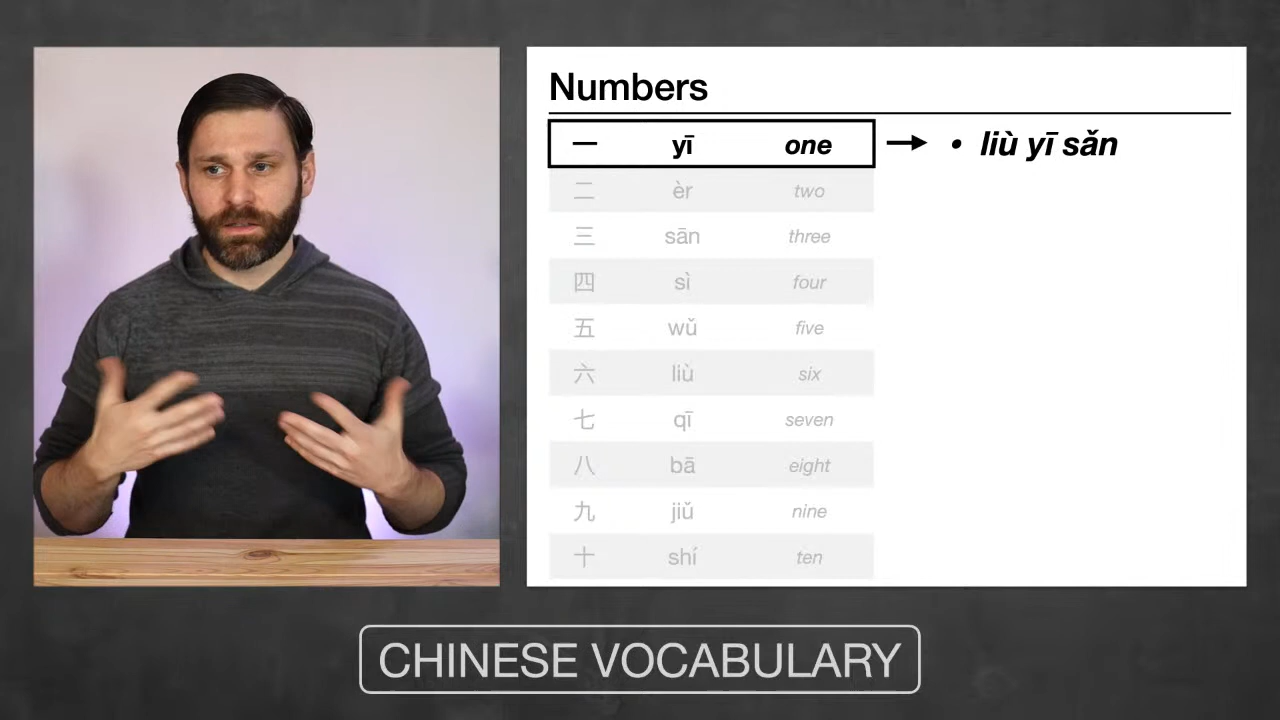 Numbers
一 yī one → • liù yī sǎn
二 èr two
三 sān three
四 sì four
五 wǔ five
六 liù six
七 qī seven
八 bā eight
九 jiǔ nine
十 shí ten
CHINESE VOCABULARY